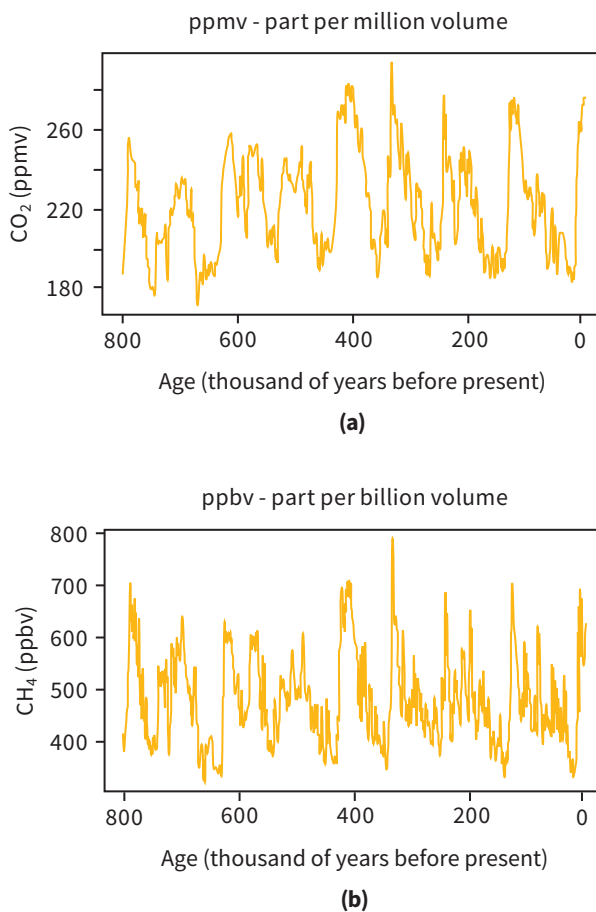 ppmv - part per million volume
CO₂ (ppmv)
260
220
180
800 600 400 200 0
Age (thousand of years before present)
(a)
ppbv - part per billion volume
CH₄ (ppbv)
800
700
600
500
400
800 600 400 200 0
Age (thousand of years before present)
(b)